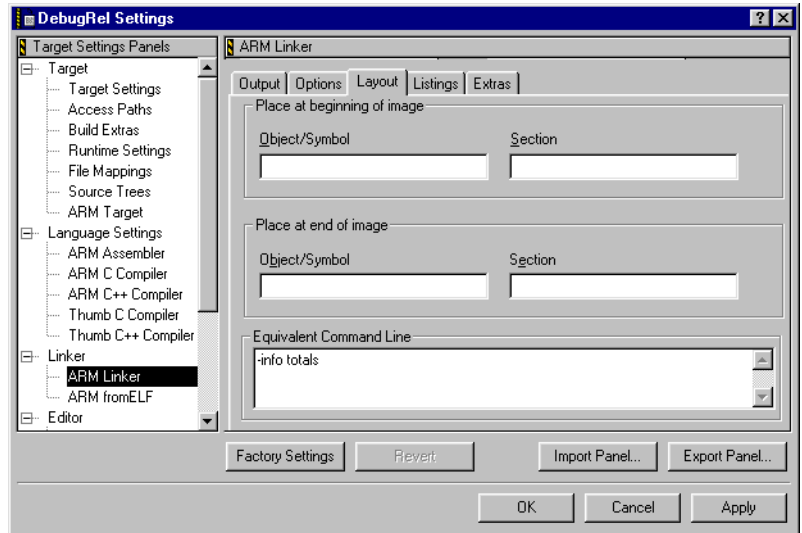 DebugRel Settings
Target Settings Panels
Target
Target Settings
Access Paths
Build Extras
Runtime Settings
File Mappings
Source Trees
ARM Target
Language Settings
ARM Assembler
ARM C Compiler
ARM C++ Compiler
Thumb C Compiler
Thumb C++ Compiler
Linker
ARM Linker
ARM fromELF
Editor
ARM Linker
Output Options Layout Listings Extras
Place at beginning of image
Object/Symbol Section
Place at end of image
Object/Symbol Section
Equivalent Command Line
-info totals
Factory Settings Revert Import Panel... Export Panel...
OK Cancel Apply